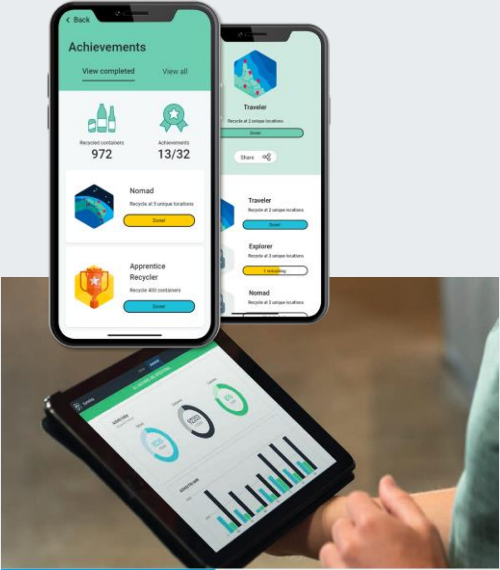 Back
Achievements
View completed
View all
Recycled containers
972
Achievements
13/32
Nomad
Recycle at 5 unique locations
Done!
Apprentice
Recycler
Recycle 400 containers
Done!
Traveler
Recycle at 2 unique locations
Done!
Share
Traveler
Recycle at 2 unique locations
Done!
Explorer
Recycle at 3 unique locations
1 remaining
Nomad
Recycle at 5 unique locations